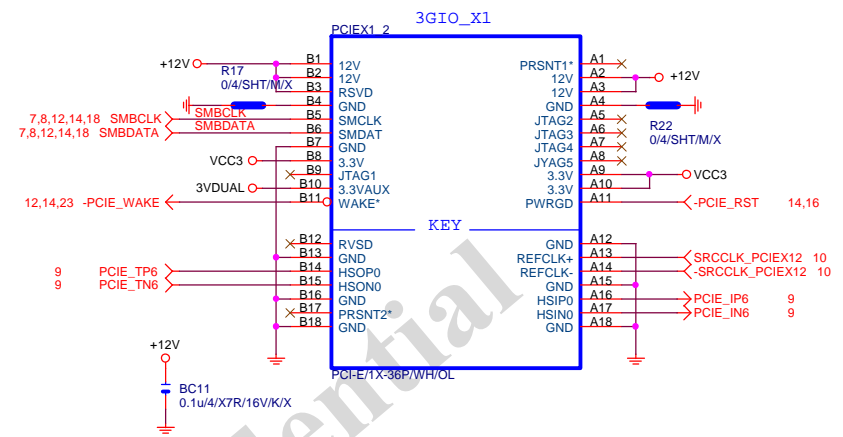 3GIO_X1
PCIEX1_2
+12V
R17
0/4/SHT/M/X
B1 12V PRSNT1* A1
B2 12V 12V A2 +12V
B3 RSVD 12V A3
B4 GND GND A4
7,8,12,14,18 SMBCLK SMBCLK B5 SMCLK JTAG2 A5
7,8,12,14,18 SMBDATA SMBDATA B6 SMDAT JTAG3 A6
R22
0/4/SHT/M/X
B7 GND JTAG4 A7
VCC3 B8 3.3V JYAG5 A8
B9 JTAG1 3.3V A9 VCC3
3VDUAL B10 3.3VAUX 3.3V A10
12,14,23 -PCIE_WAKE B11 WAKE* PWRGD A11 -PCIE_RST 14,16
KEY
B12 RVSD GND A12
B13 GND REFCLK+ A13 SRCCLK_PCIEX12 10
9 PCIE_TP6 B14 HSOP0 REFCLK- A14 -SRCCLK_PCIEX12 10
9 PCIE_TN6 B15 HSON0 GND A15
B16 GND HSIP0 A16 PCIE_IP6 9
B17 PRSNT2* HSIN0 A17 PCIE_IN6 9
B18 GND GND A18
PCI-E/1X-36P/WH/OL
+12V
BC11
0.1u/4/X7R/16V/K/X
fidential